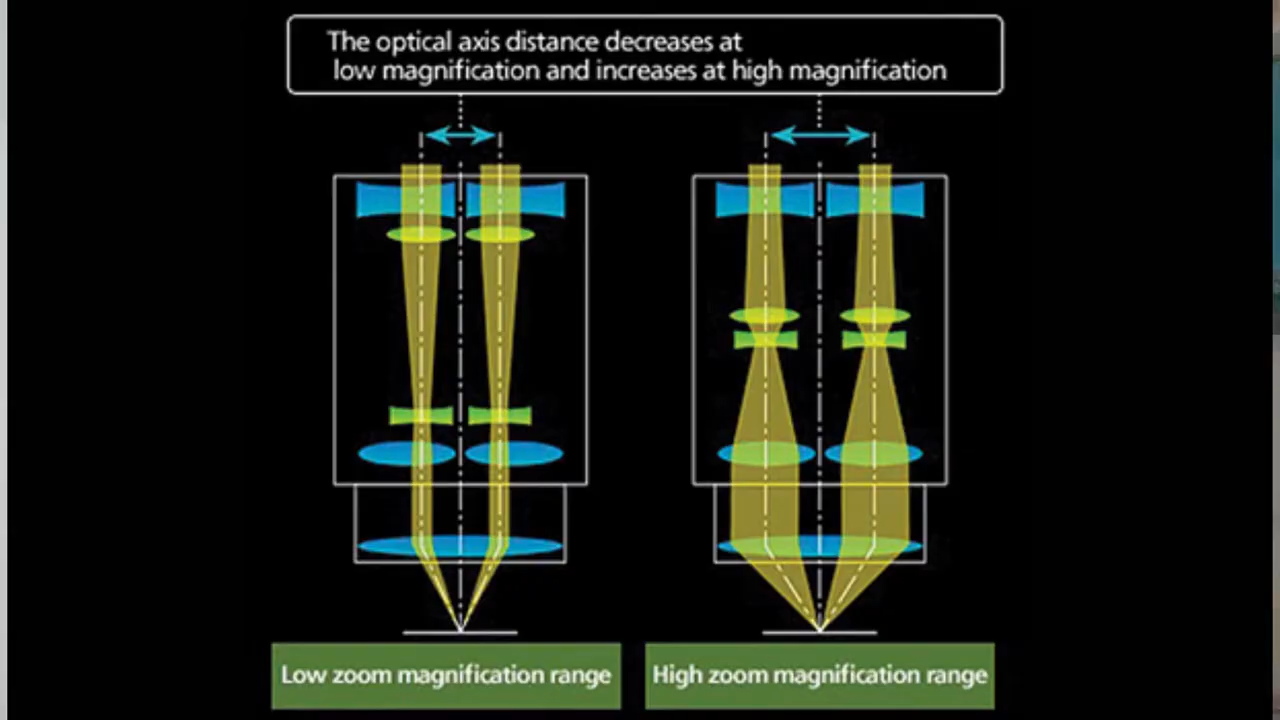 The optical axis distance decreases at
low magnification and increases at high magnification
Low zoom magnification range
High zoom magnification range